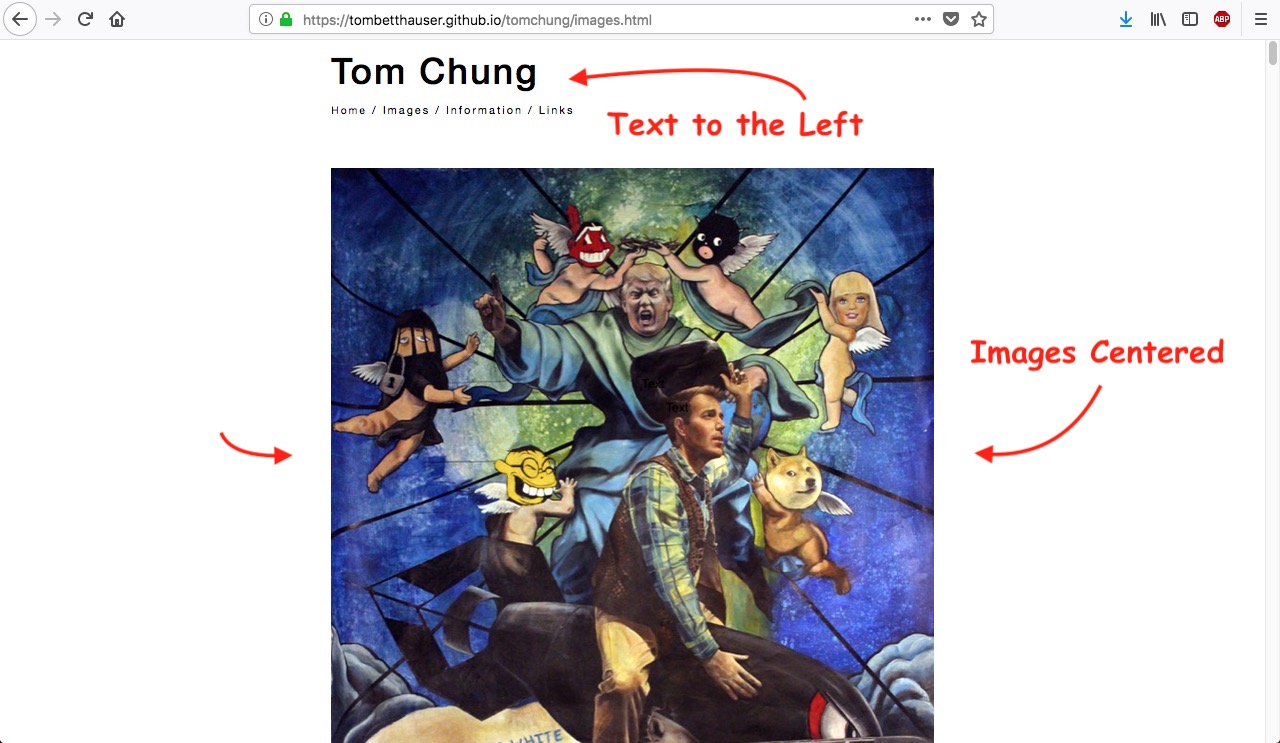 https://tombetthauser.github.io/tomchung/images.html
ABP
Tom Chung
Home / Images / Information / Links
Text to the Left
Images Centered
Text
Text
WHITE